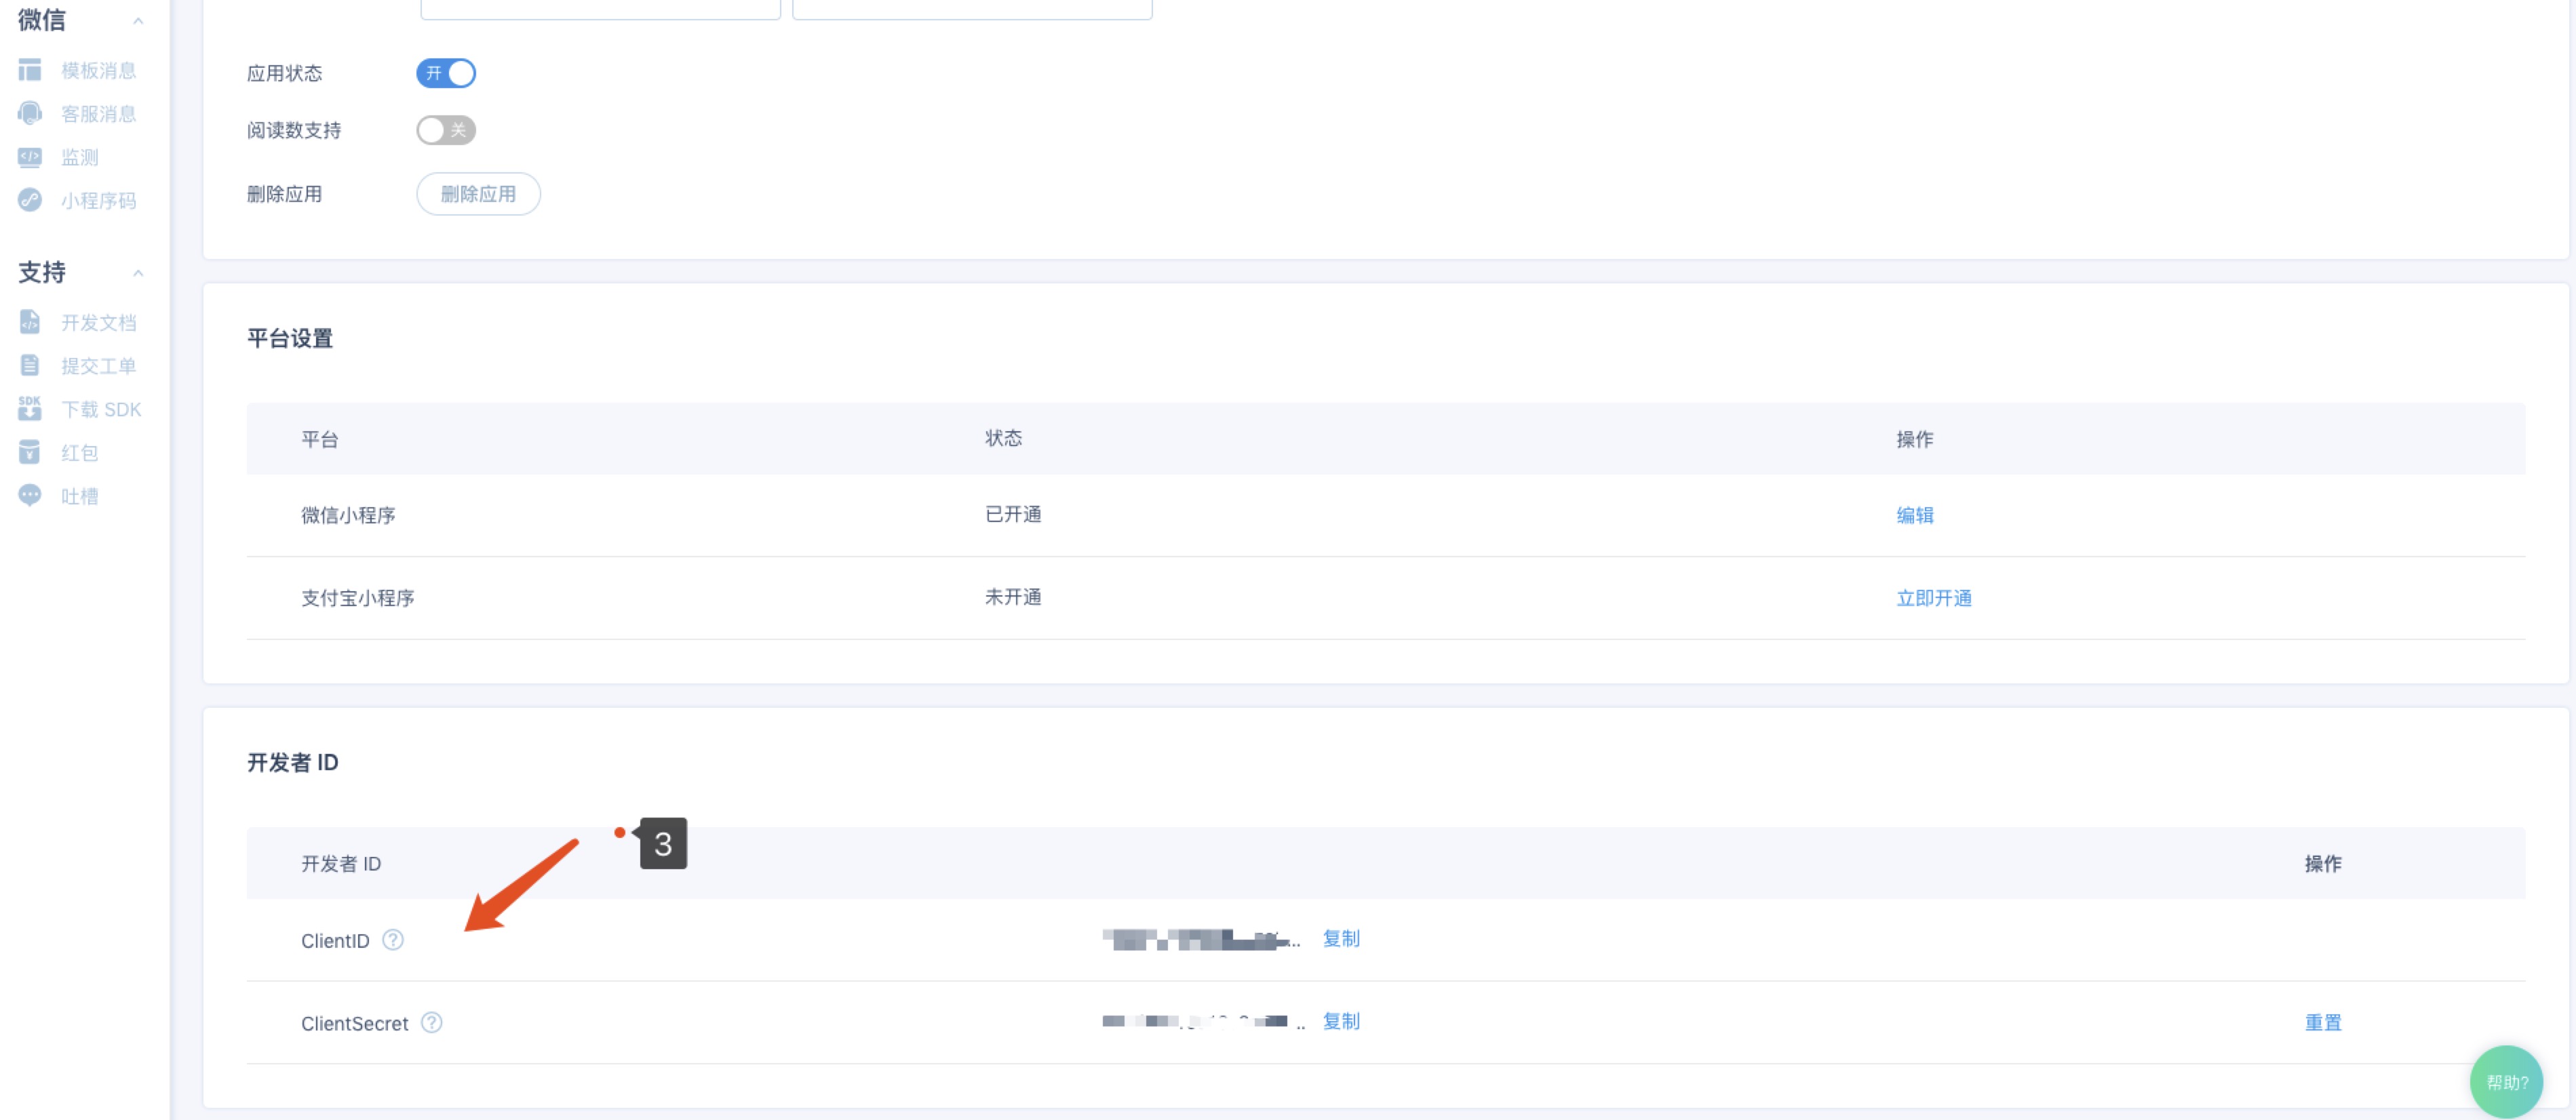 微信
模板消息
客服消息
监测
小程序码
支持
开发文档
提交工单
SDK
下载 SDK
红包
吐槽
应用状态
开
阅读数支持
关
删除应用
删除应用
平台设置
平台 状态 操作
微信小程序 已开通 编辑
支付宝小程序 未开通 立即开通
开发者 ID
3
开发者 ID 操作
ClientID ? ... 复制
ClientSecret ? .. 复制 重置
帮助?